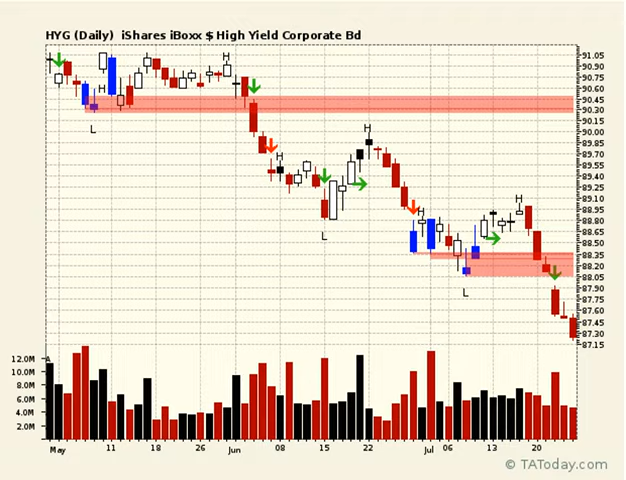 HYG (Daily)  iShares iBoxx $ High Yield Corporate Bd
91.05
90.90
90.75
90.60
90.45
90.30
90.15
90.00
89.85
89.70
89.55
89.40
89.25
89.10
88.95
88.80
88.65
88.50
88.35
88.20
88.05
87.90
87.75
87.60
87.45
87.30
87.15
H
H
L
H
H
L
H
H
L
12.0M
A
10.0M
8.0M
6.0M
4.0M
2.0M
May 11 18 26 Jun 08 15 22 Jul 06 13 20
© TAToday.com